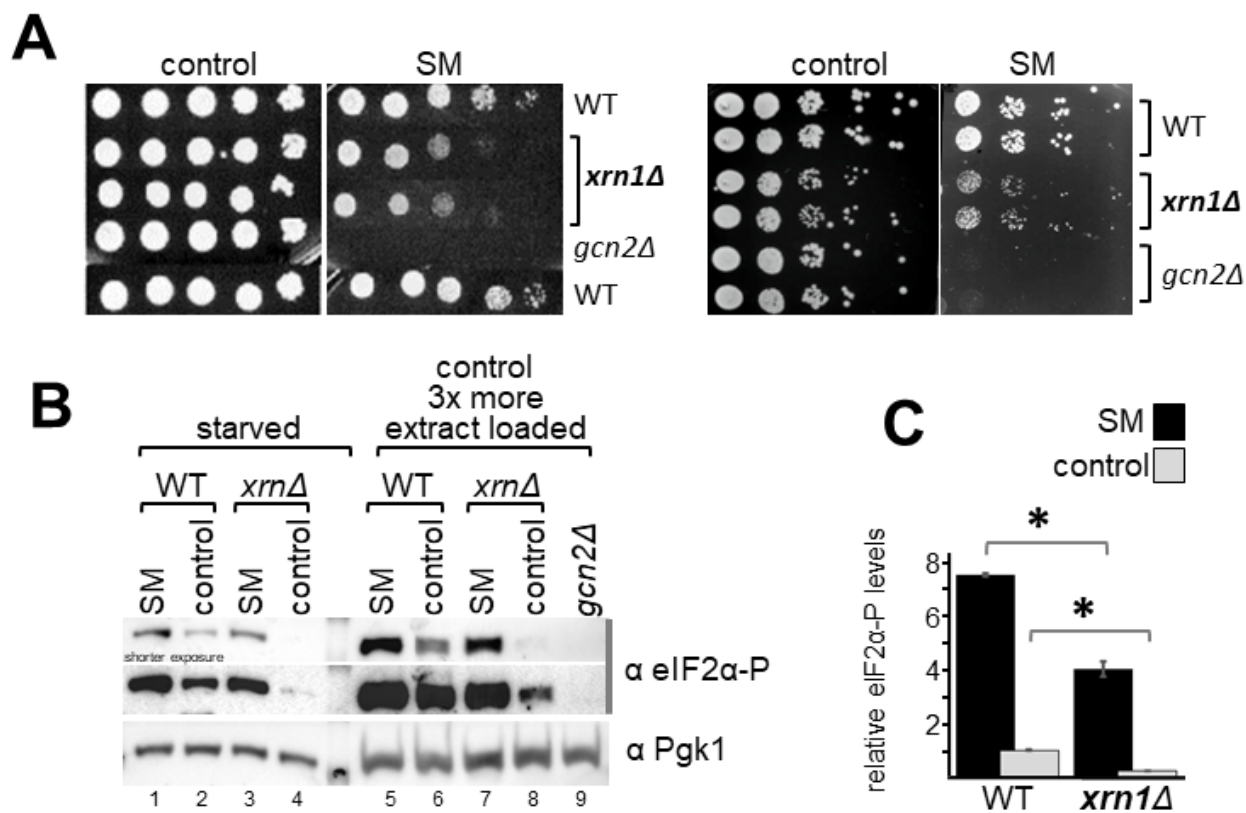 A
control
SM
WT
xrn1Δ
gcn2Δ
WT
control
SM
WT
xrn1Δ
gcn2Δ
B
starved
control
3x more
extract loaded
WT
xrnΔ
WT
xrnΔ
SM
control
SM
control
SM
control
SM
control
gcn2Δ
shorter exposure
α eIF2α-P
α Pgk1
1 2 3 4 5 6 7 8 9
C
SM
control
*
*
relative eIF2α-P levels
8
6
4
2
WT
xrn1Δ